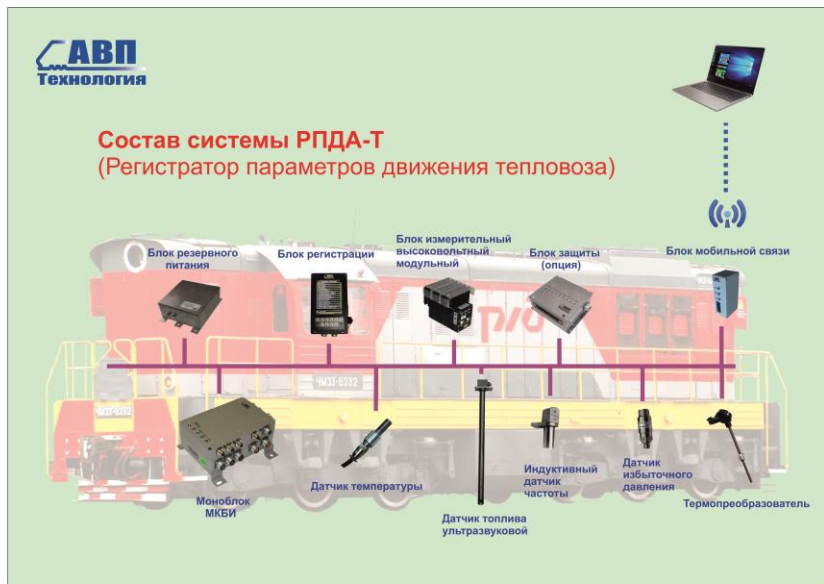 АВП
Технология
Состав системы РПДА-Т
(Регистратор параметров движения тепловоза)
Блок резервного
питания
Блок регистрации
Блок измерительный
высоковольтный
модульный
Блок защиты
(опция)
Блок мобильной связи
ЧМЭ3-6332
Моноблок
МКБИ
Датчик температуры
Датчик топлива
ультразвуковой
Индуктивный
датчик
частоты
Датчик
избыточного
давления
Термопреобразователь